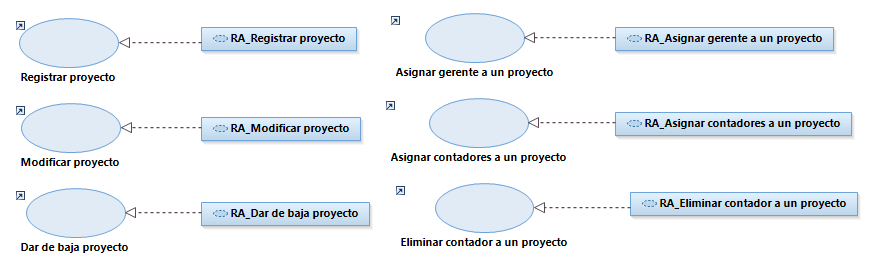 RA_Registrar proyecto
Registrar proyecto
RA_Asignar gerente a un proyecto
Asignar gerente a un proyecto
RA_Modificar proyecto
Modificar proyecto
RA_Asignar contadores a un proyecto
Asignar contadores a un proyecto
RA_Dar de baja proyecto
Dar de baja proyecto
RA_Eliminar contador a un proyecto
Eliminar contador a un proyecto